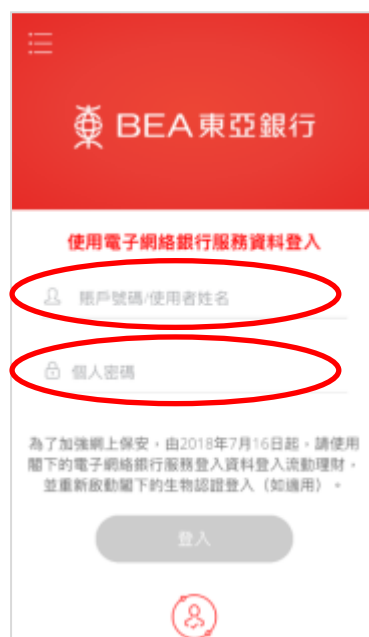 BEA東亞銀行
使用電子網絡銀行服務資料登入
賬戶號碼/使用者姓名
個人密碼
為了加強網上保安，由2018年7月16日起，請使用
閣下的電子網絡銀行服務登入資料登入流動理財，
並重新啟動閣下的生物認證登入（如適用）。
登入